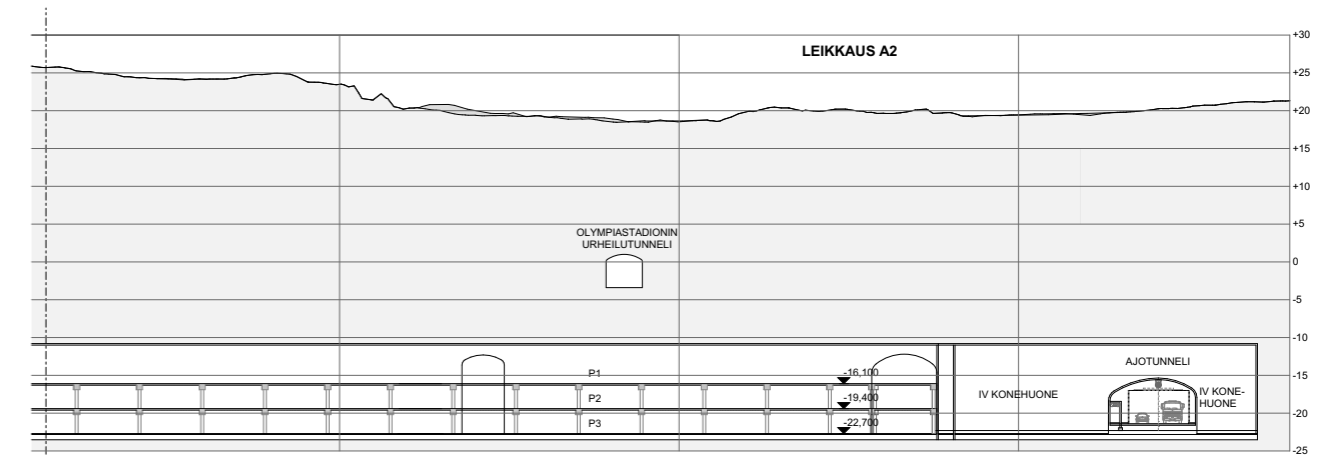 LEIKKAUS A2
+30
+25
+20
+15
+10
+5
0
-5
-10
-15
-20
-25
OLYMPIASTADIONIN
URHEILUTUNNELI
P1
-16,100
P2
-19,400
P3
-22,700
IV KONEHUONE
AJOTUNNELI
IV KONE-
HUONE